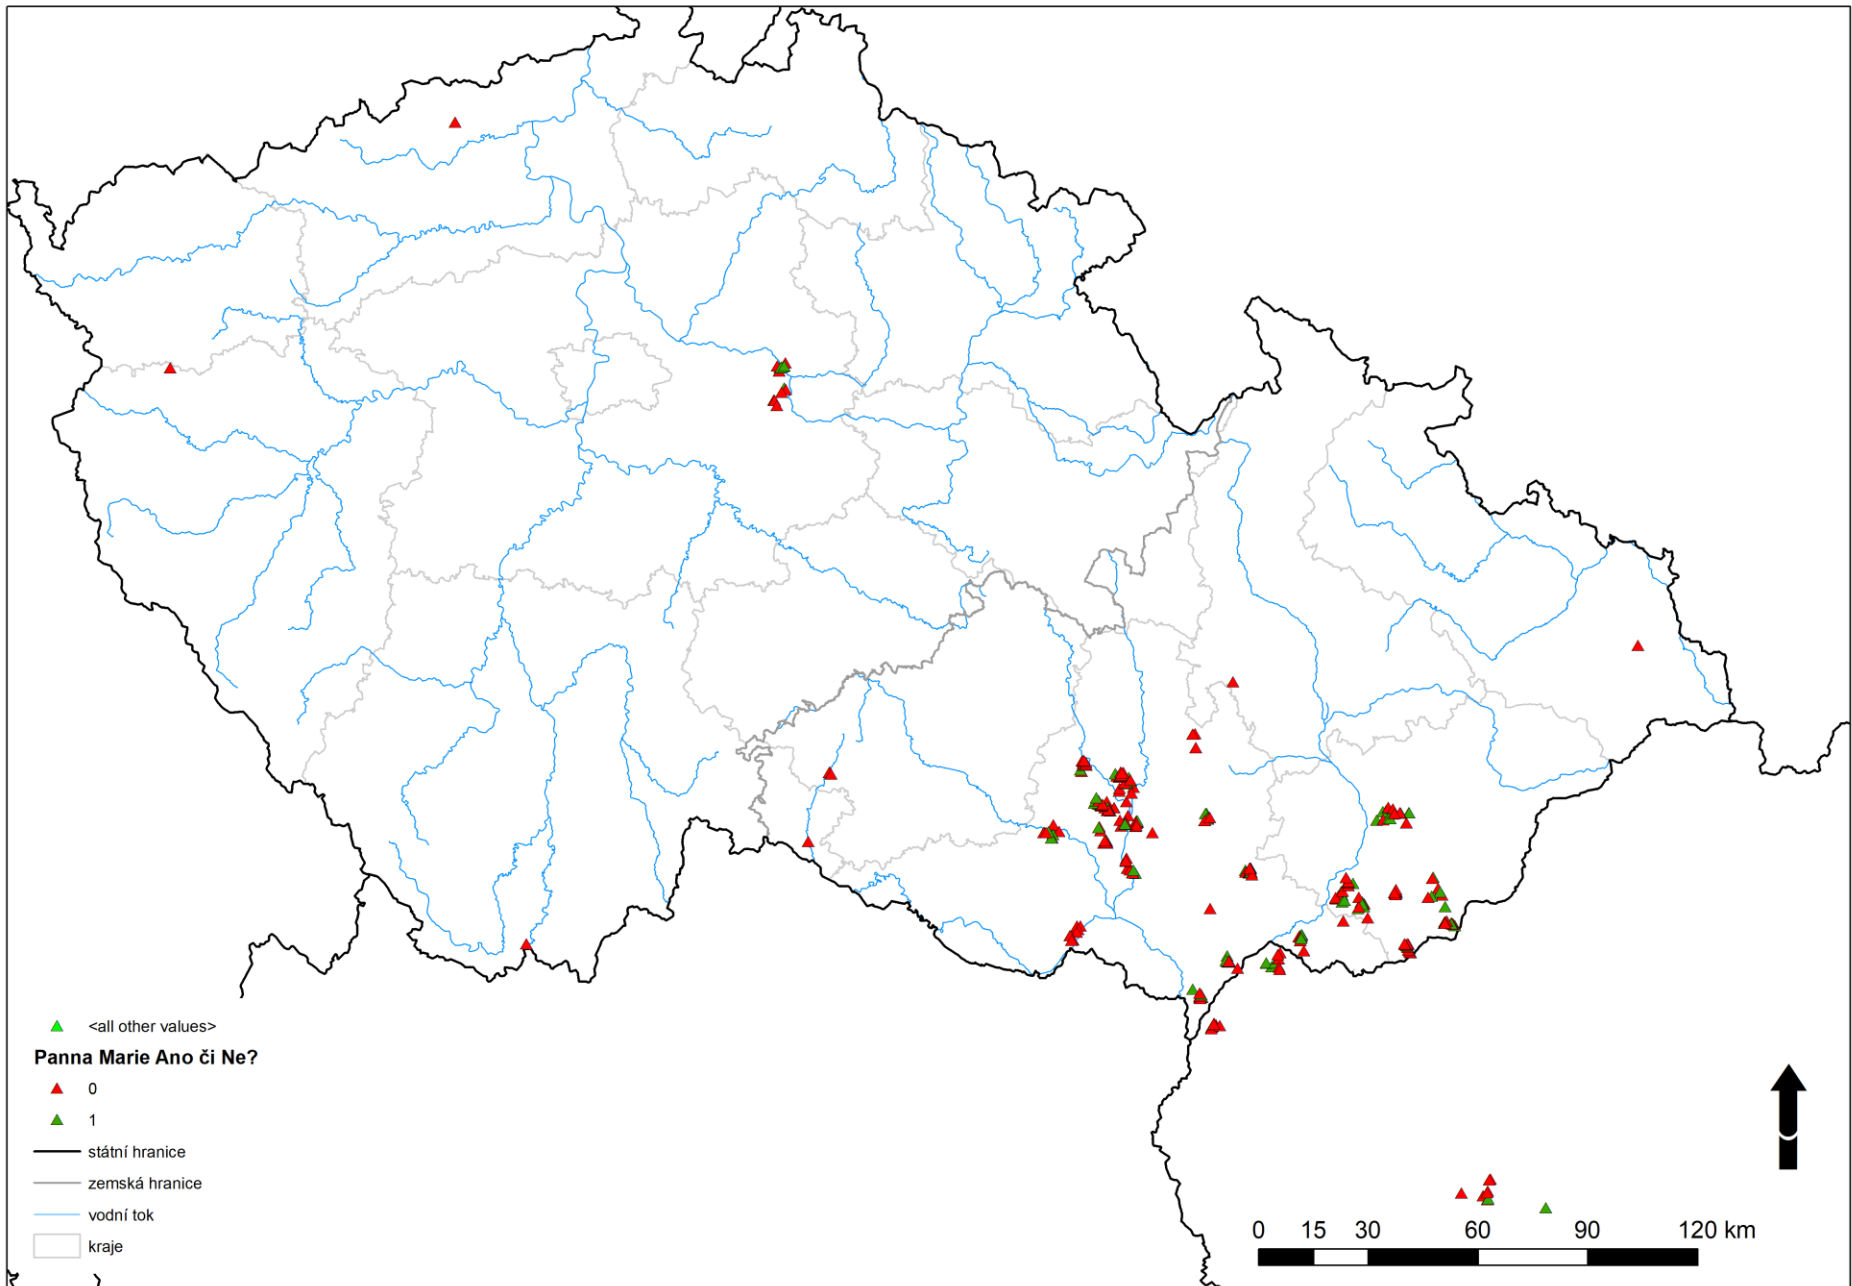 <all other values>
Panna Marie Ano či Ne?
0
1
státní hranice
zemská hranice
vodní tok
kraje
0 15 30 60 90 120 km